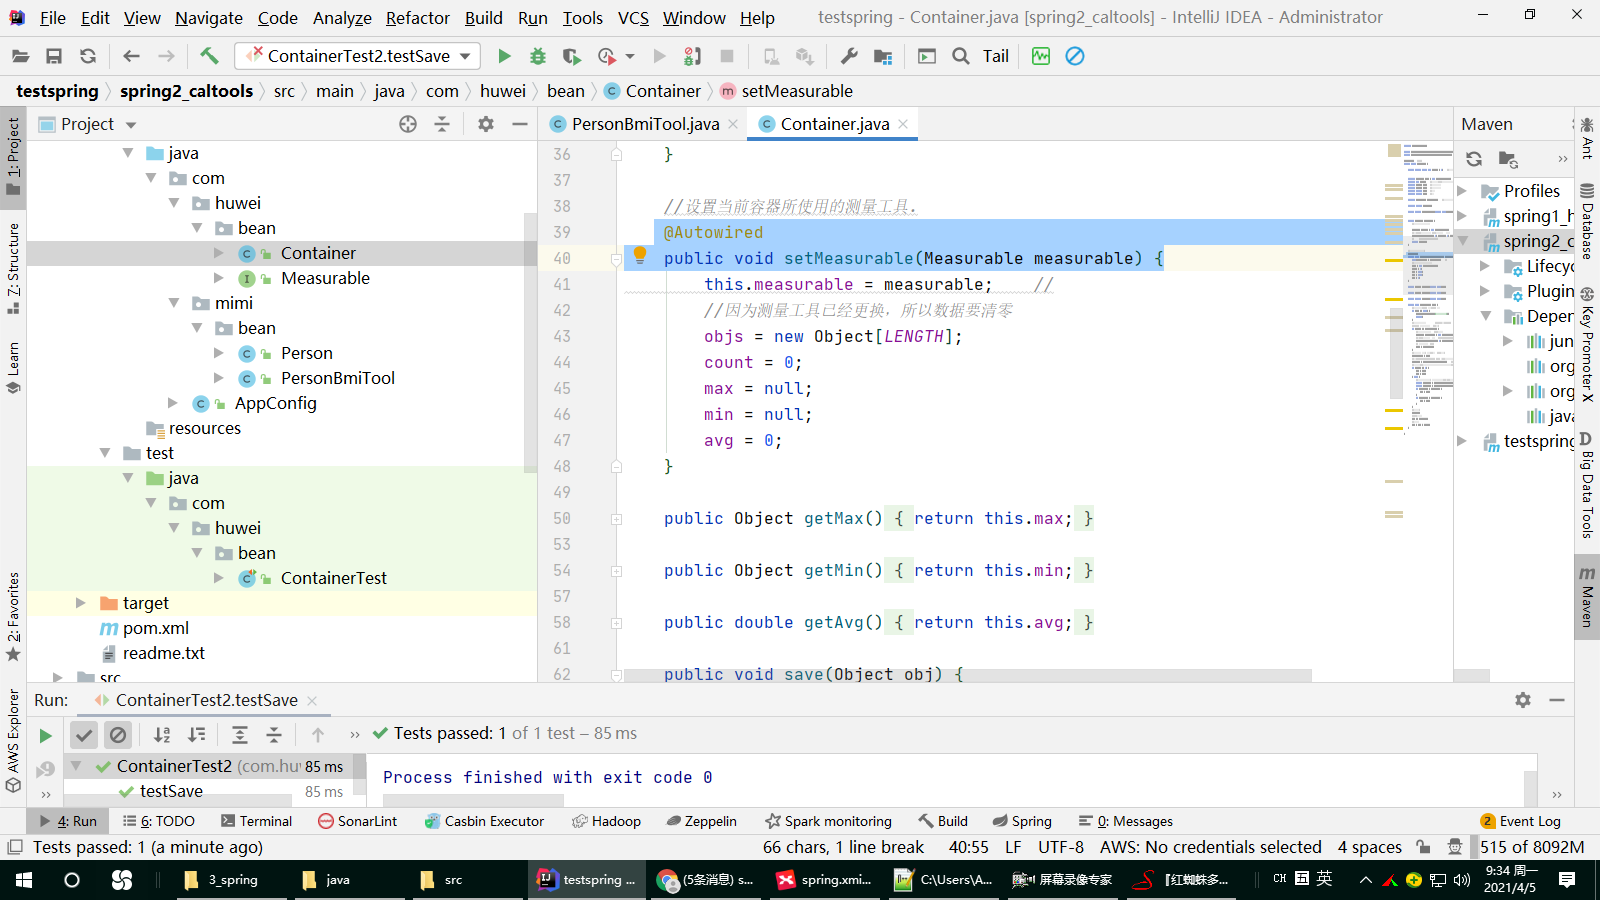 File Edit View Navigate Code Analyze Refactor Build Run Tools VCS Window Help testspring - Container.java [spring2_caltools] - IntelliJ IDEA - Administrator
ContainerTest2.testSave Tail
testspring spring2_caltools src main java com huwei bean Container setMeasurable
1: Project
Z: Structure
Learn
2: Favorites
AWS Explorer
Project
java
com
huwei
bean
Container
Measurable
mimi
bean
Person
PersonBmiTool
AppConfig
resources
test
java
com
huwei
bean
ContainerTest
target
pom.xml
readme.txt
src
PersonBmiTool.java Container.java
36 }
37
38 //设置当前容器所使用的测量工具.
39 @Autowired
40 public void setMeasurable(Measurable measurable) {
41 this.measurable = measurable; //
42 //因为测量工具已经更换，所以数据要清零
43 objs = new Object[LENGTH];
44 count = 0;
45 max = null;
46 min = null;
47 avg = 0;
48 }
49
50 public Object getMax() { return this.max; }
53
54 public Object getMin() { return this.min; }
57
58 public double getAvg() { return this.avg; }
61
62 public void save(Object obj) {
Maven
Profiles
spring1_h
spring2_c
Lifecy
Plugin
Depen
jun
org
org
java
testspring
Ant
Database
Key Promoter X
Big Data Tools
Maven
Run: ContainerTest2.testSave
Tests passed: 1 of 1 test – 85 ms
ContainerTest2 (com.hu 85 ms
testSave 85 ms
Process finished with exit code 0
4: Run 6: TODO Terminal SonarLint Casbin Executor Hadoop Zeppelin Spark monitoring Build Spring 0: Messages 2 Event Log
Tests passed: 1 (a minute ago) 66 chars, 1 line break 40:55 LF UTF-8 AWS: No credentials selected 4 spaces 515 of 8092M
3_spring java src testspring ... (5条消息) s... spring.xmi... C:\Users\A... 屏幕录像专家 『红蜘蛛多... CH 五 英 9:34 周一
2021/4/5